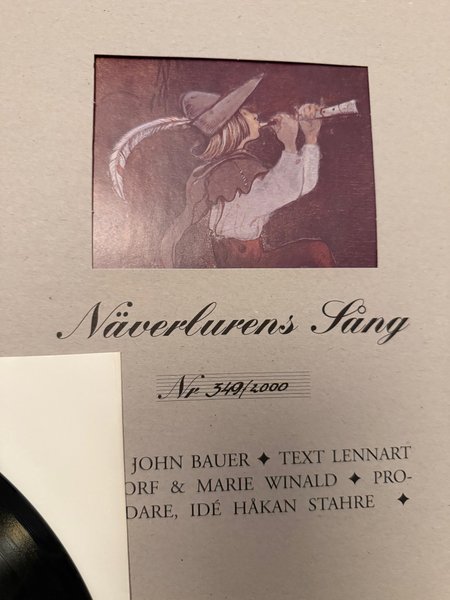 Näverlurens Sång
Nr 349/2000
JOHN BAUER ✦ TEXT LENNART
ORF & MARIE WINALD ✦ PRO-
DARE, IDÉ HÅKAN STAHRE ✦